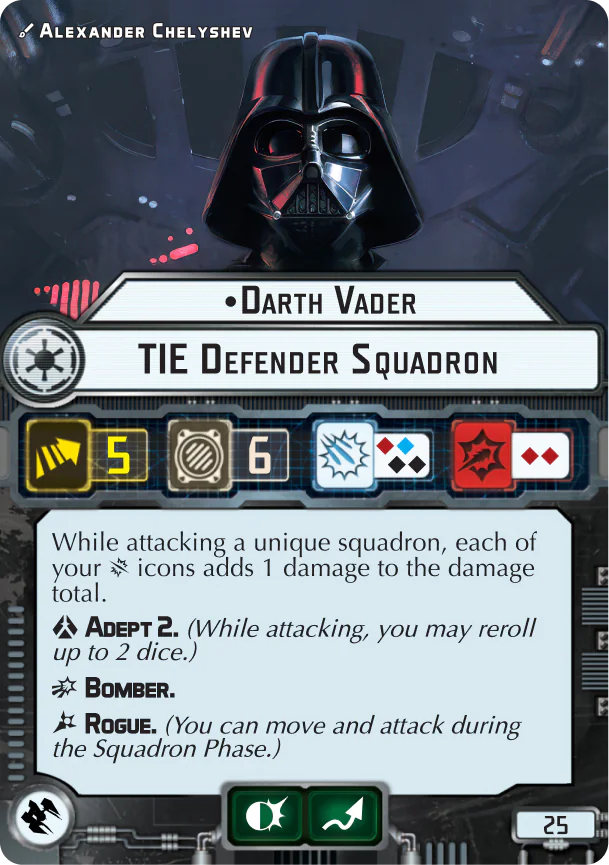 Alexander Chelyshev
•Darth Vader
TIE Defender Squadron
5 6
While attacking a unique squadron, each of
your icons adds 1 damage to the damage
total.
Adept 2. (While attacking, you may reroll
up to 2 dice.)
Bomber.
Rogue. (You can move and attack during
the Squadron Phase.)
25